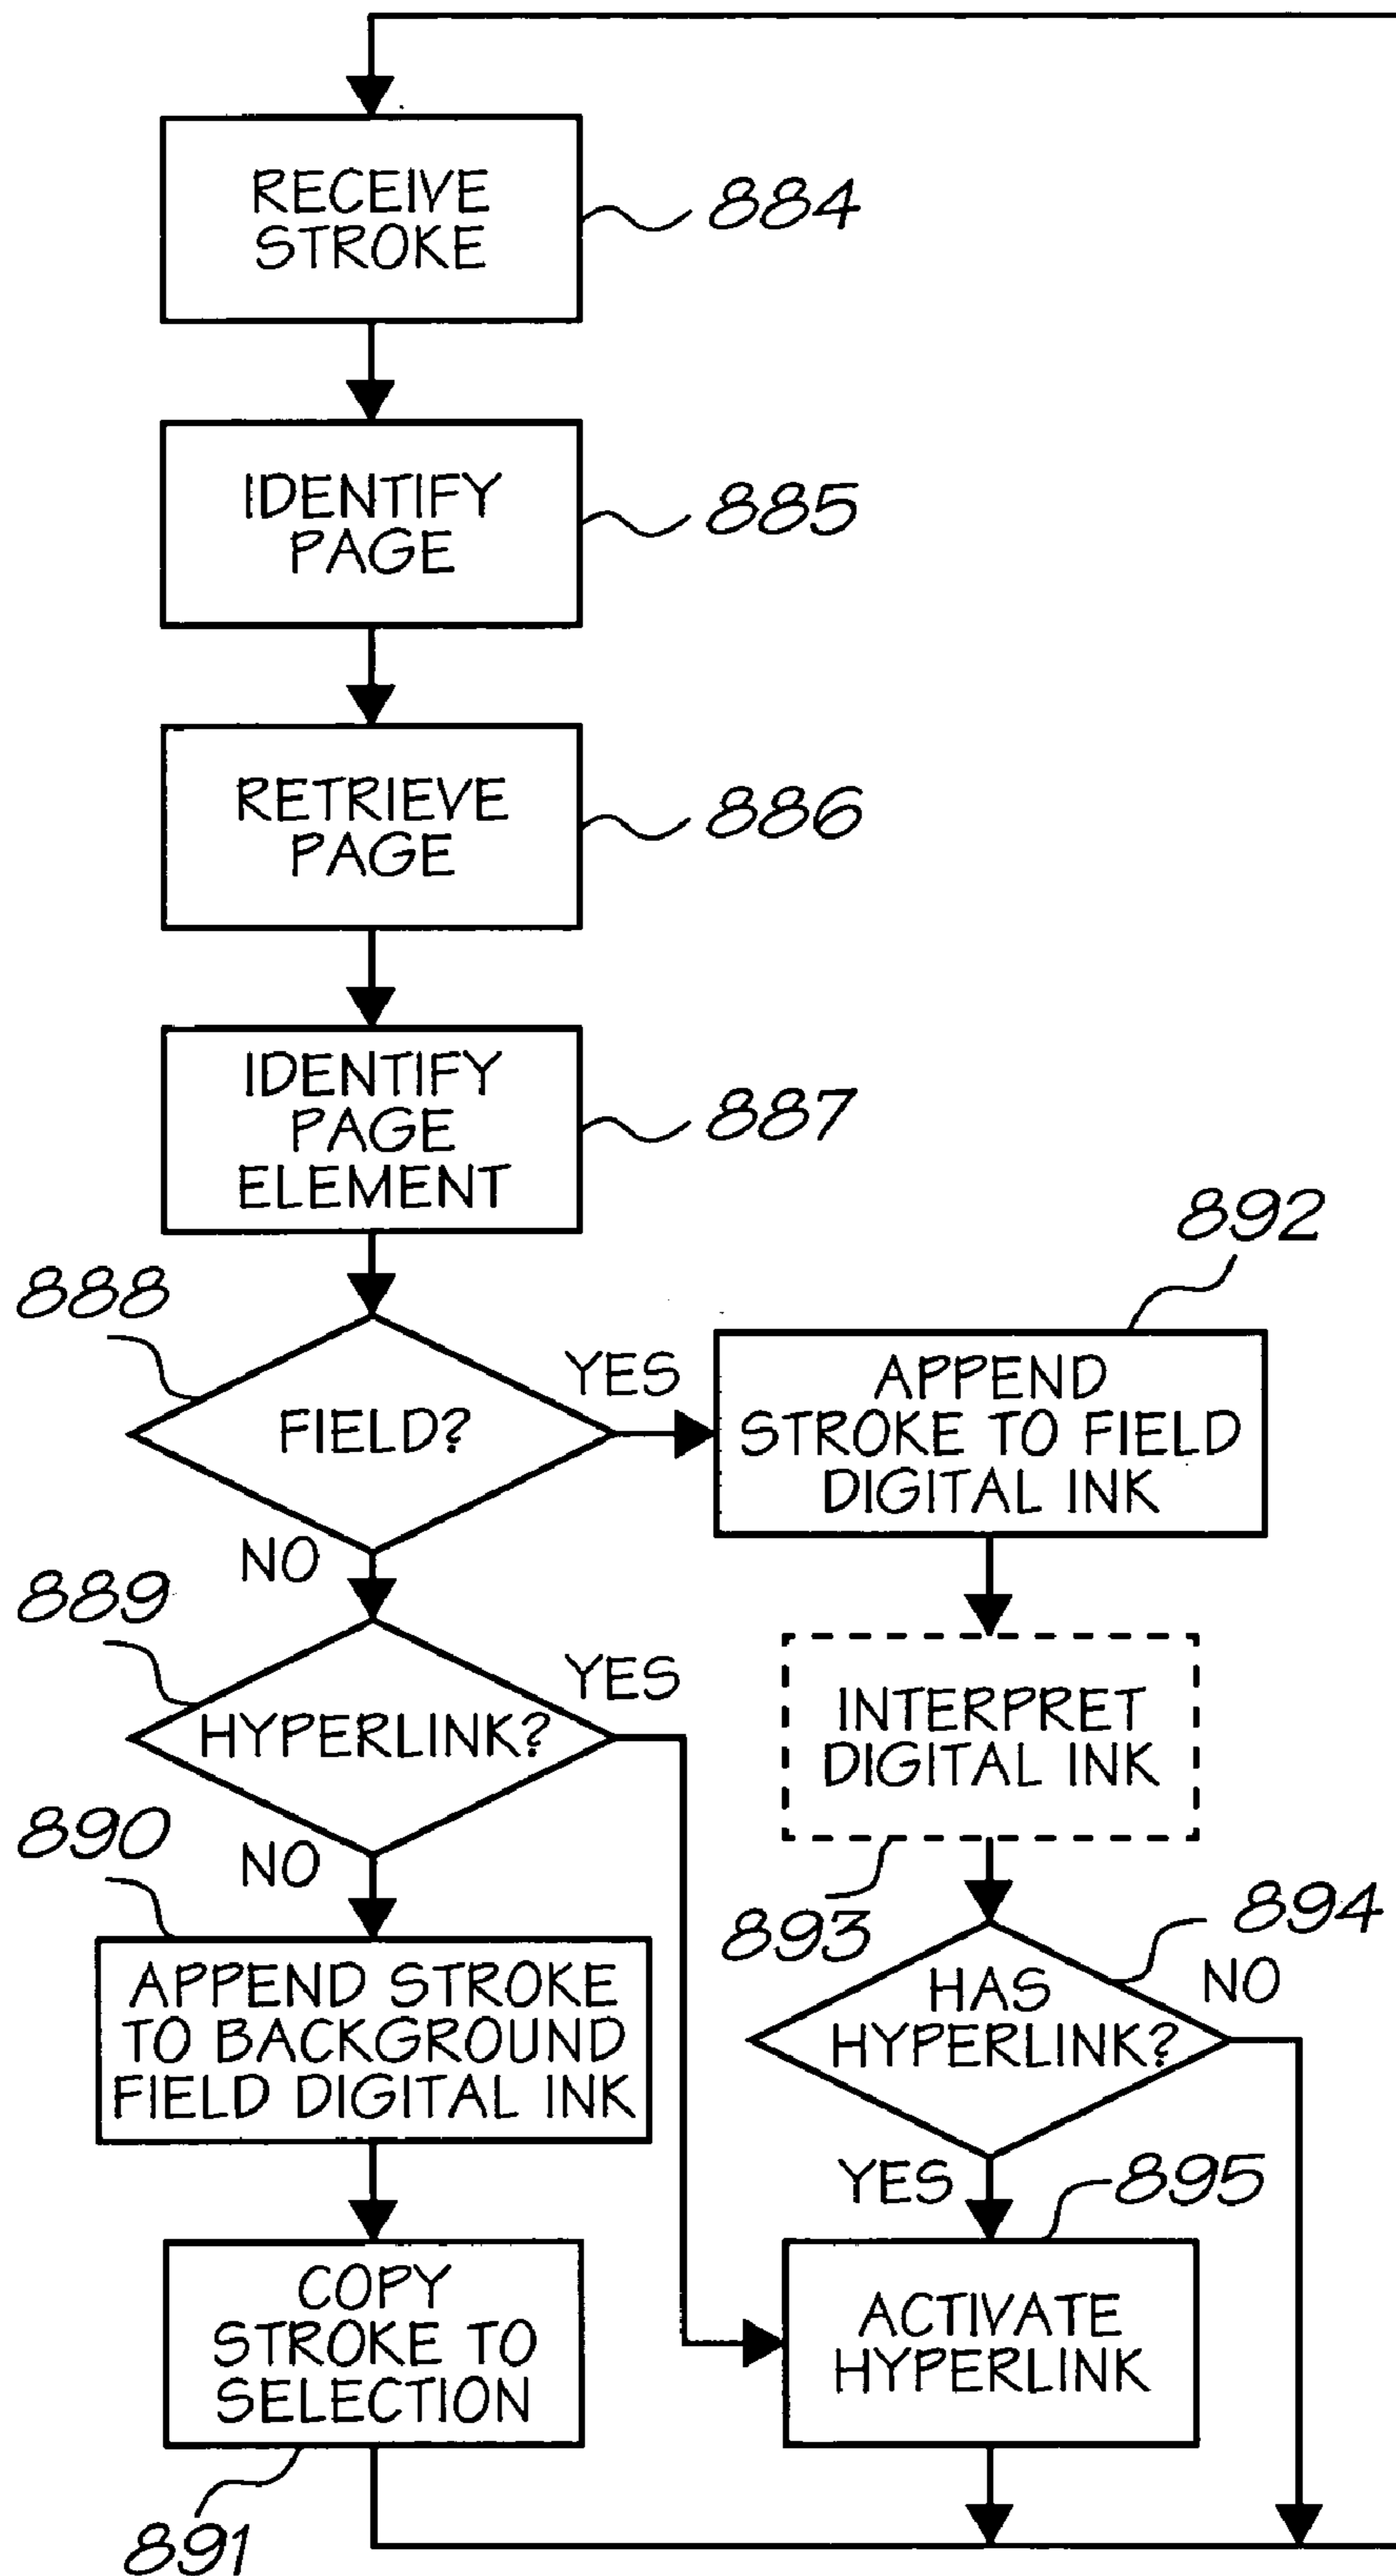 RECEIVE
STROKE
884
IDENTIFY
PAGE
885
RETRIEVE
PAGE
886
IDENTIFY
PAGE
ELEMENT
887
888
FIELD?
YES
NO
892
APPEND
STROKE TO FIELD
DIGITAL INK
889
HYPERLINK?
YES
NO
INTERPRET
DIGITAL INK
893
890
APPEND STROKE
TO BACKGROUND
FIELD DIGITAL INK
894
HAS
HYPERLINK?
NO
YES
895
COPY
STROKE TO
SELECTION
891
ACTIVATE
HYPERLINK